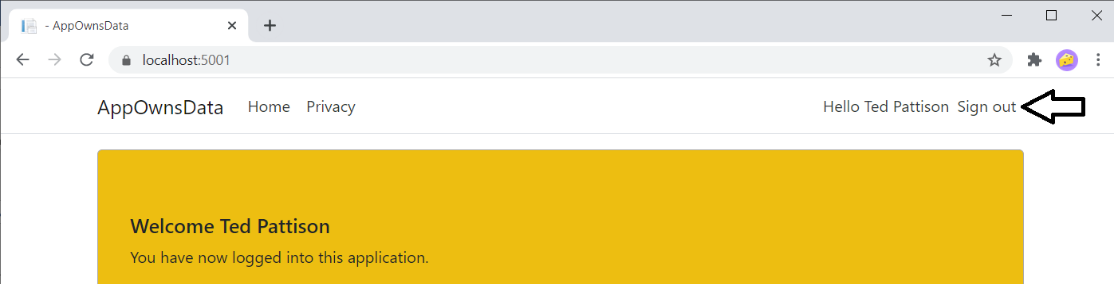 - AppOwnsData
localhost:5001
AppOwnsData Home Privacy Hello Ted Pattison Sign out
Welcome Ted Pattison
You have now logged into this application.